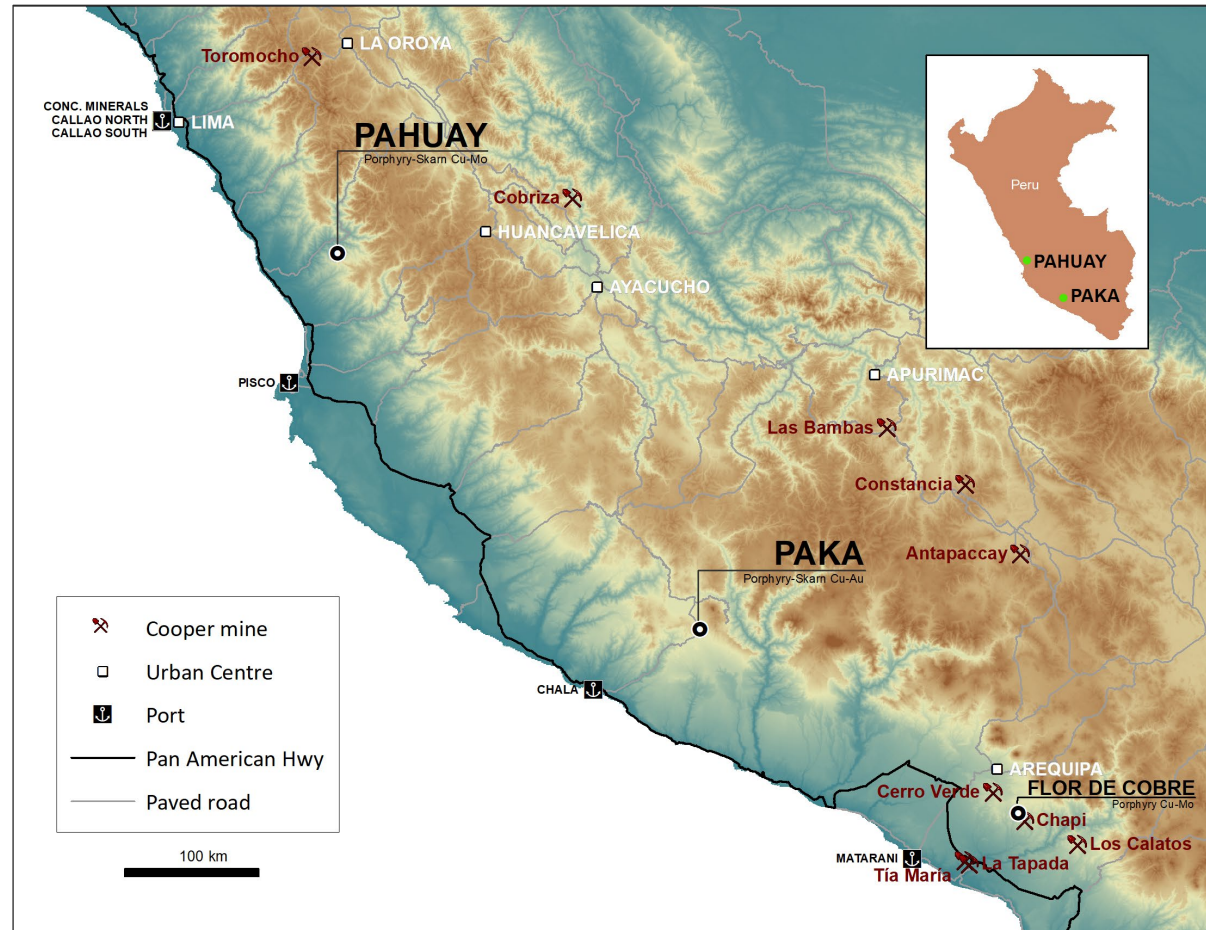 LA OROYA
Toromocho
CONC. MINERALS
CALLAO NORTH
CALLAO SOUTH
LIMA
PAHUAY
Porphyry-Skarn Cu-Mo
Cobriza
HUANCAVELICA
AYACUCHO
Peru
PAHUAY
PAKA
PISCO
APURIMAC
Las Bambas
Constancia
Antapaccay
PAKA
Porphyry-Skarn Cu-Au
CHALA
Cooper mine
Urban Centre
Port
Pan American Hwy
Paved road
100 km
AREQUIPA
Cerro Verde
FLOR DE COBRE
Porphyry Cu-Mo
Chapi
Los Calatos
MATARANI
La Tapada
Tía María